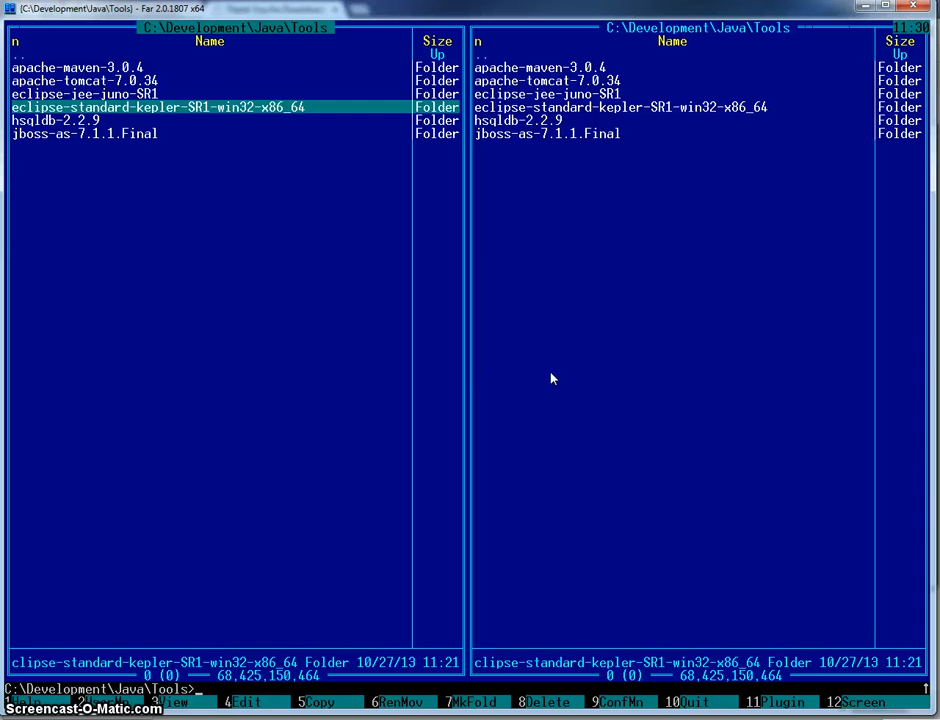 {C:\Development\Java\Tools} - Far 2.0.1807 x64
C:\Development\Java\Tools
n Name Size
.. Up
apache-maven-3.0.4 Folder
apache-tomcat-7.0.34 Folder
eclipse-jee-juno-SR1 Folder
eclipse-standard-kepler-SR1-win32-x86_64 Folder
hsqldb-2.2.9 Folder
jboss-as-7.1.1.Final Folder
clipse-standard-kepler-SR1-win32-x86_64 Folder 10/27/13 11:21
0 (0) 68,425,150,464
C:\Development\Java\Tools 11:30
n Name Size
.. Up
apache-maven-3.0.4 Folder
apache-tomcat-7.0.34 Folder
eclipse-jee-juno-SR1 Folder
eclipse-standard-kepler-SR1-win32-x86_64 Folder
hsqldb-2.2.9 Folder
jboss-as-7.1.1.Final Folder
clipse-standard-kepler-SR1-win32-x86_64 Folder 10/27/13 11:21
0 (0) 68,425,150,464
C:\Development\Java\Tools>_
4Edit 5Copy 6RenMov 7MkFold 8Delete 9ConfMn 10Quit 11Plugin 12Screen
Screencast-O-Matic.com